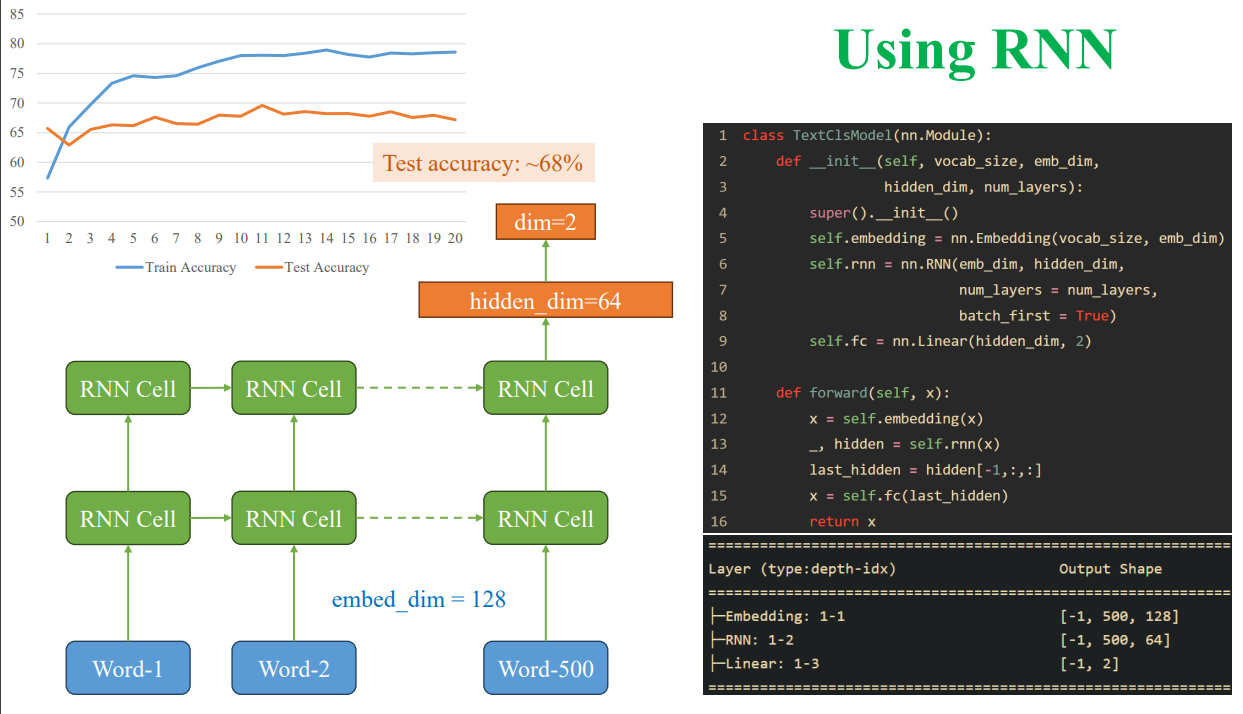 Using RNN
85
80
75
70
65
60
55
50
1 2 3 4 5 6 7 8 9 10 11 12 13 14 15 16 17 18 19 20
Train Accuracy Test Accuracy
Test accuracy: ~68%
dim=2
hidden_dim=64
RNN Cell RNN Cell RNN Cell
RNN Cell RNN Cell RNN Cell
embed_dim = 128
Word-1 Word-2 Word-500
1 class TextClsModel(nn.Module):
2     def __init__(self, vocab_size, emb_dim,
3                  hidden_dim, num_layers):
4         super().__init__()
5         self.embedding = nn.Embedding(vocab_size, emb_dim)
6         self.rnn = nn.RNN(emb_dim, hidden_dim,
7                           num_layers = num_layers,
8                           batch_first = True)
9         self.fc = nn.Linear(hidden_dim, 2)
10
11     def forward(self, x):
12         x = self.embedding(x)
13         _, hidden = self.rnn(x)
14         last_hidden = hidden[-1,:,:]
15         x = self.fc(last_hidden)
16         return x
==========================================================================================
Layer (type:depth-idx)                   Output Shape
==========================================================================================
├─Embedding: 1-1                         [-1, 500, 128]
├─RNN: 1-2                               [-1, 500, 64]
├─Linear: 1-3                            [-1, 2]
==========================================================================================